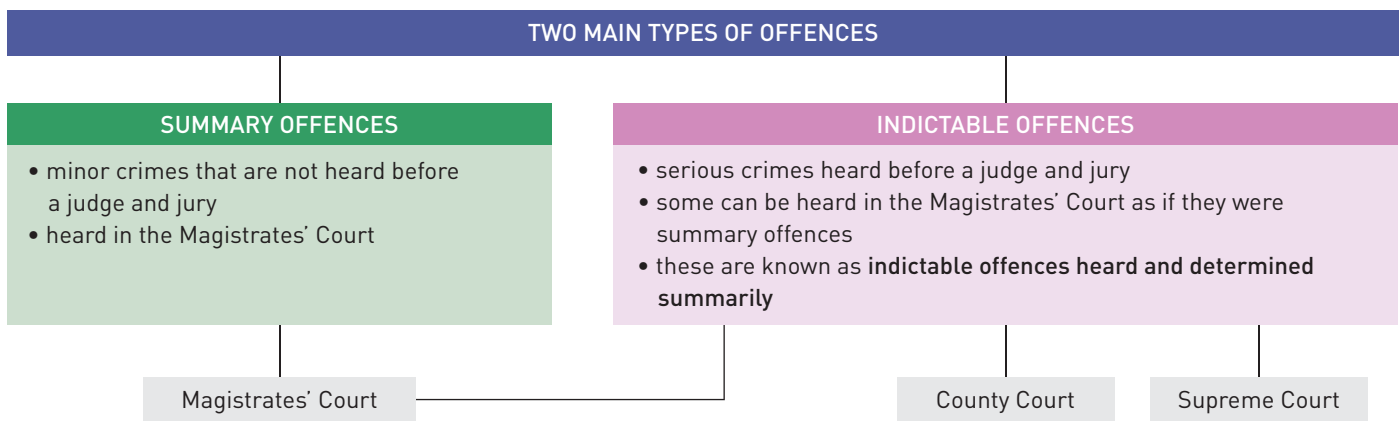 TWO MAIN TYPES OF OFFENCES
SUMMARY OFFENCES
• minor crimes that are not heard before
a judge and jury
• heard in the Magistrates’ Court
INDICTABLE OFFENCES
• serious crimes heard before a judge and jury
• some can be heard in the Magistrates’ Court as if they were
summary offences
• these are known as indictable offences heard and determined
summarily
Magistrates’ Court
County Court
Supreme Court